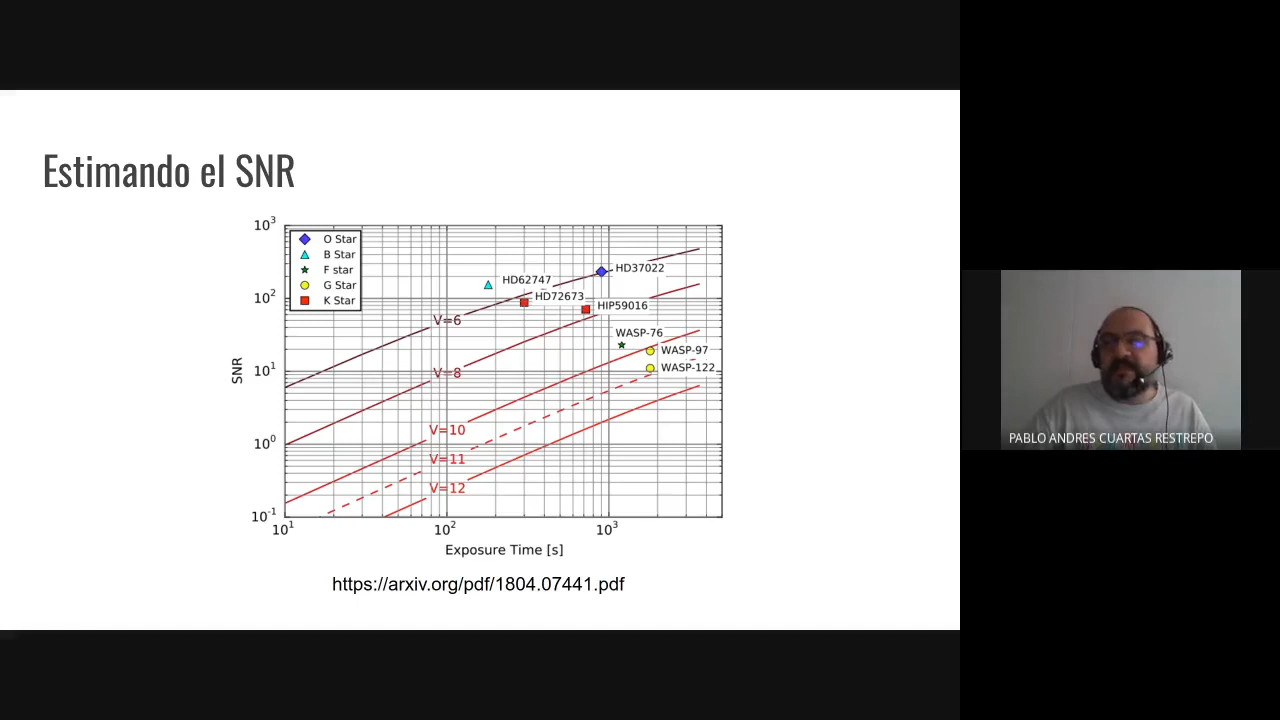 Estimando el SNR
10³
O Star
B Star
F star
G Star
K Star
HD37022
HD62747
10²
HD72673
HIP59016
V=6
WASP-76
WASP-97
SNR
10¹
V=8
WASP-122
V=10
10⁰
V=11
V=12
10⁻¹
10¹
10²
10³
Exposure Time [s]
https://arxiv.org/pdf/1804.07441.pdf
PABLO ANDRES CUARTAS RESTREPO